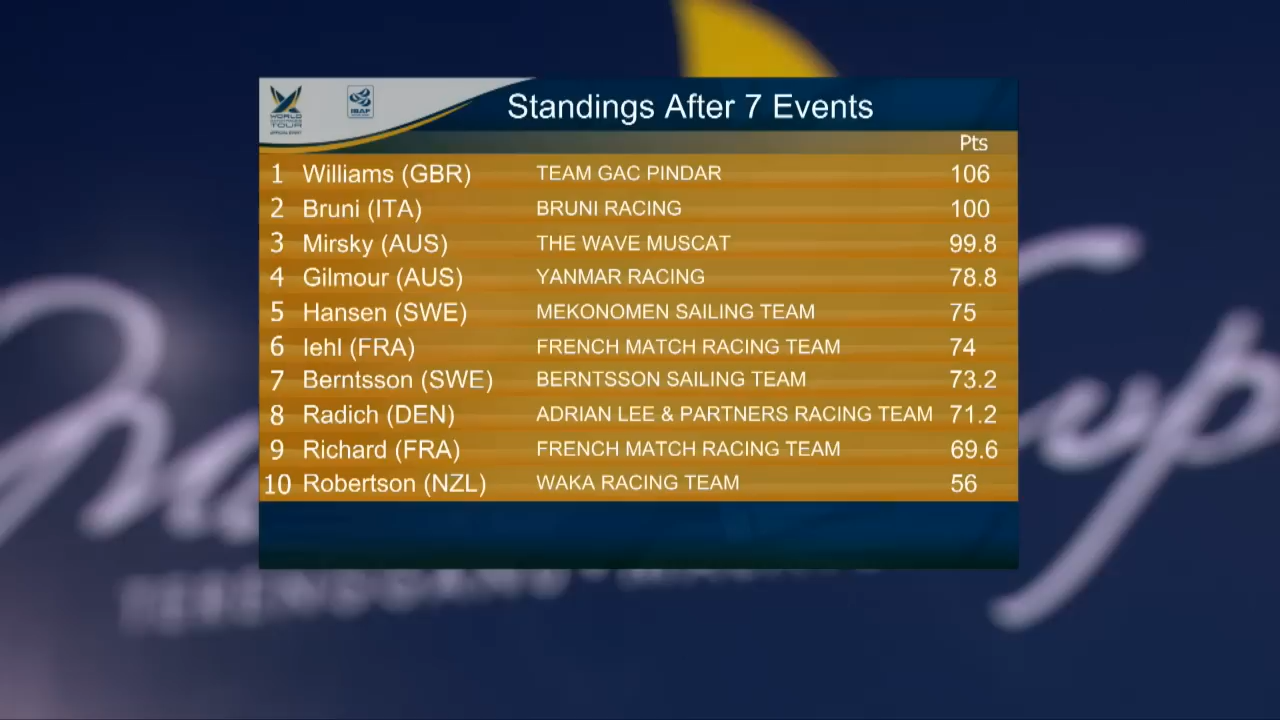 WORLD
TOUR
ISAF
Standings After 7 Events
Pts
1 Williams (GBR) TEAM GAC PINDAR 106
2 Bruni (ITA) BRUNI RACING 100
3 Mirsky (AUS) THE WAVE MUSCAT 99.8
4 Gilmour (AUS) YANMAR RACING 78.8
5 Hansen (SWE) MEKONOMEN SAILING TEAM 75
6 Iehl (FRA) FRENCH MATCH RACING TEAM 74
7 Berntsson (SWE) BERNTSSON SAILING TEAM 73.2
8 Radich (DEN) ADRIAN LEE & PARTNERS RACING TEAM 71.2
9 Richard (FRA) FRENCH MATCH RACING TEAM 69.6
10 Robertson (NZL) WAKA RACING TEAM 56